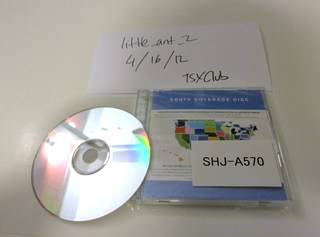 little_ant_2
4/16/12
TSXClub
SOUTH COVERAGE DISC
SHJ-A570